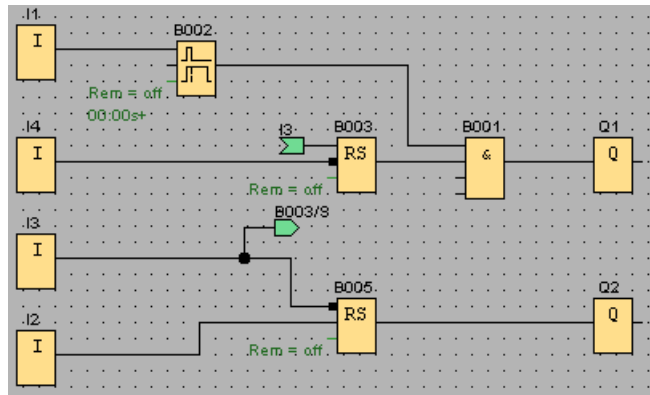 I1
I
B002
Rem = off
00:00s+
I4
I
I3
B003
RS
Rem = off
B001
&
Q1
Q
B003/S
I3
I
B005
RS
Rem = off
Q2
Q
I2
I